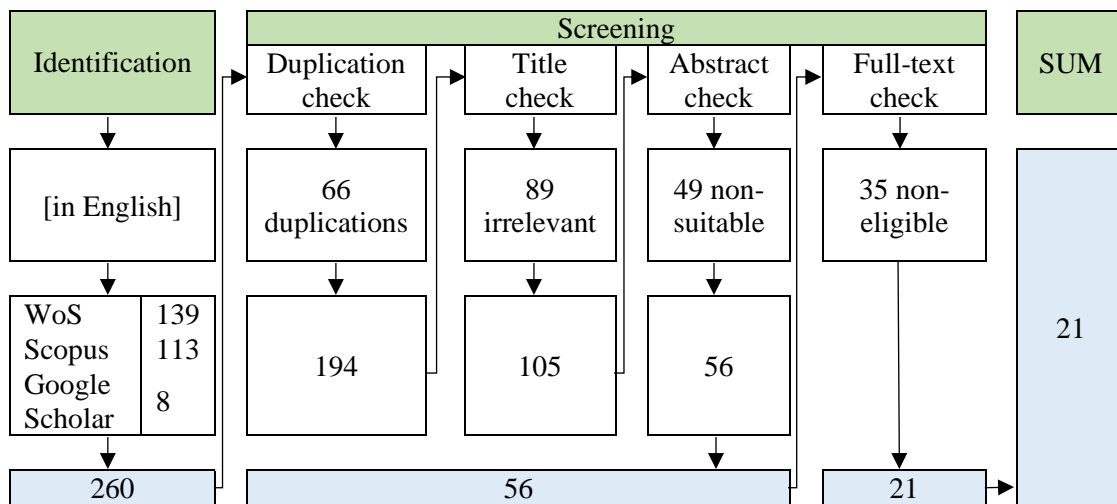 Identification
[in English]
WoS 139
Scopus 113
Google
Scholar
8
260
Screening
Duplication
check
66
duplications
194
Title
check
89
irrelevant
105
Abstract
check
49 non-
suitable
56
56
Full-text
check
35 non-
eligible
21
SUM
21